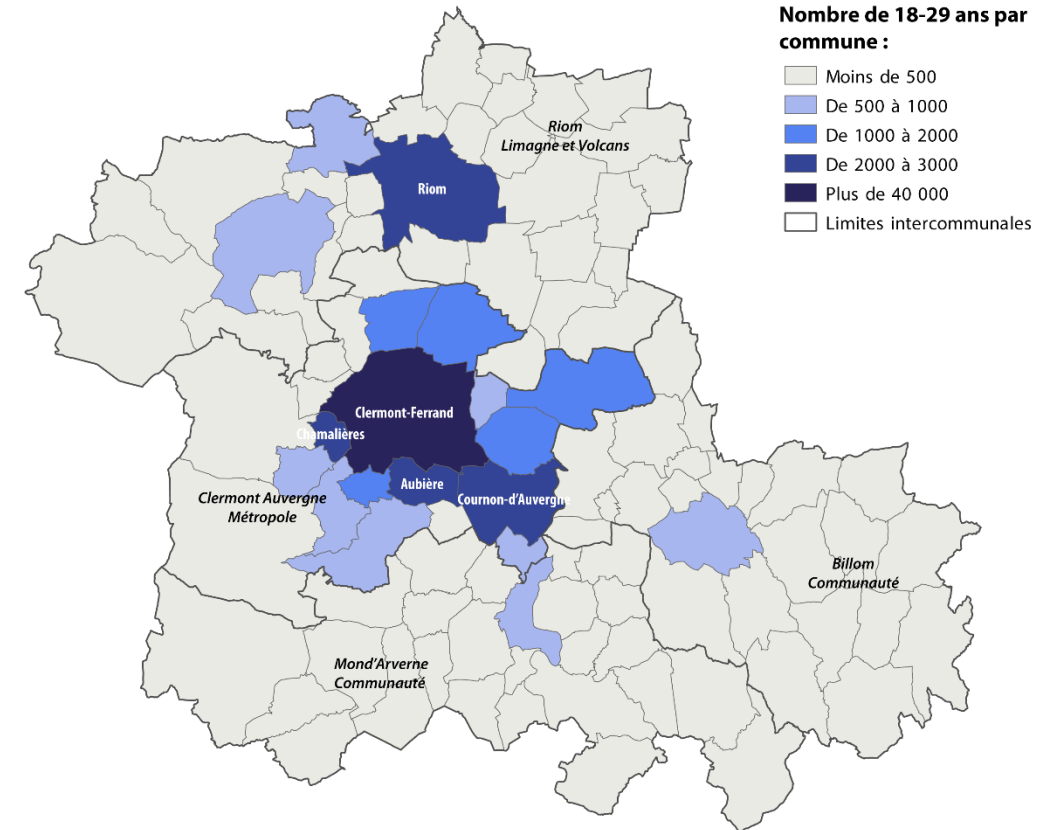 Nombre de 18-29 ans par
commune :
Moins de 500
De 500 à 1000
De 1000 à 2000
De 2000 à 3000
Plus de 40 000
Limites intercommunales
Riom
Limagne et Volcans
Riom
Clermont-Ferrand
Chamalières
Aubière
Cournon-d'Auvergne
Clermont Auvergne
Métropole
Billom
Communauté
Mond'Arverne
Communauté